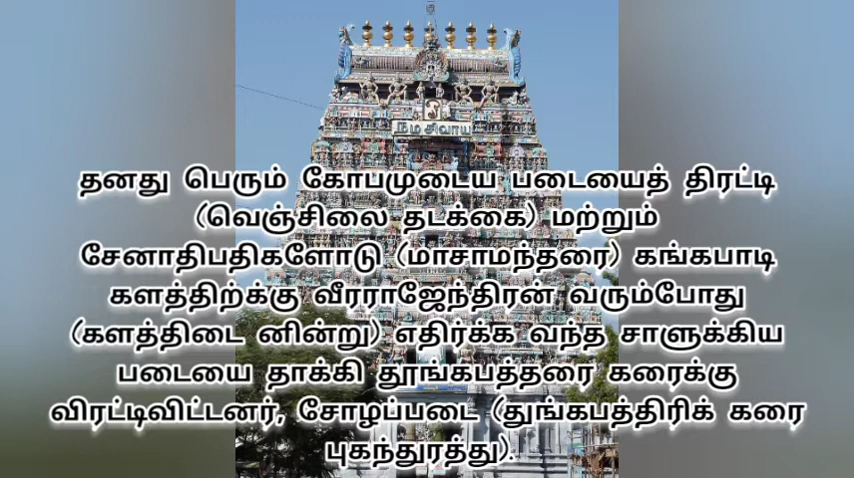 நமசிவாய
தனது பெரும் கோபமுடைய படையைத் திரட்டி
(வெஞ்சிலை தடக்கை) மற்றும்
சேனாதிபதிகளோடு (மாசாமந்தரை) கங்கபாடி
களத்திற்க்கு வீரராஜேந்திரன் வரும்போது
(களத்திடை னின்று) எதிர்க்க வந்த சாளுக்கிய
படையை தாக்கி தூங்கபத்தரை கரைக்கு
விரட்டிவிட்டனர், சோழப்படை (துங்கபத்திரிக் கரை
புகந்துரத்து).